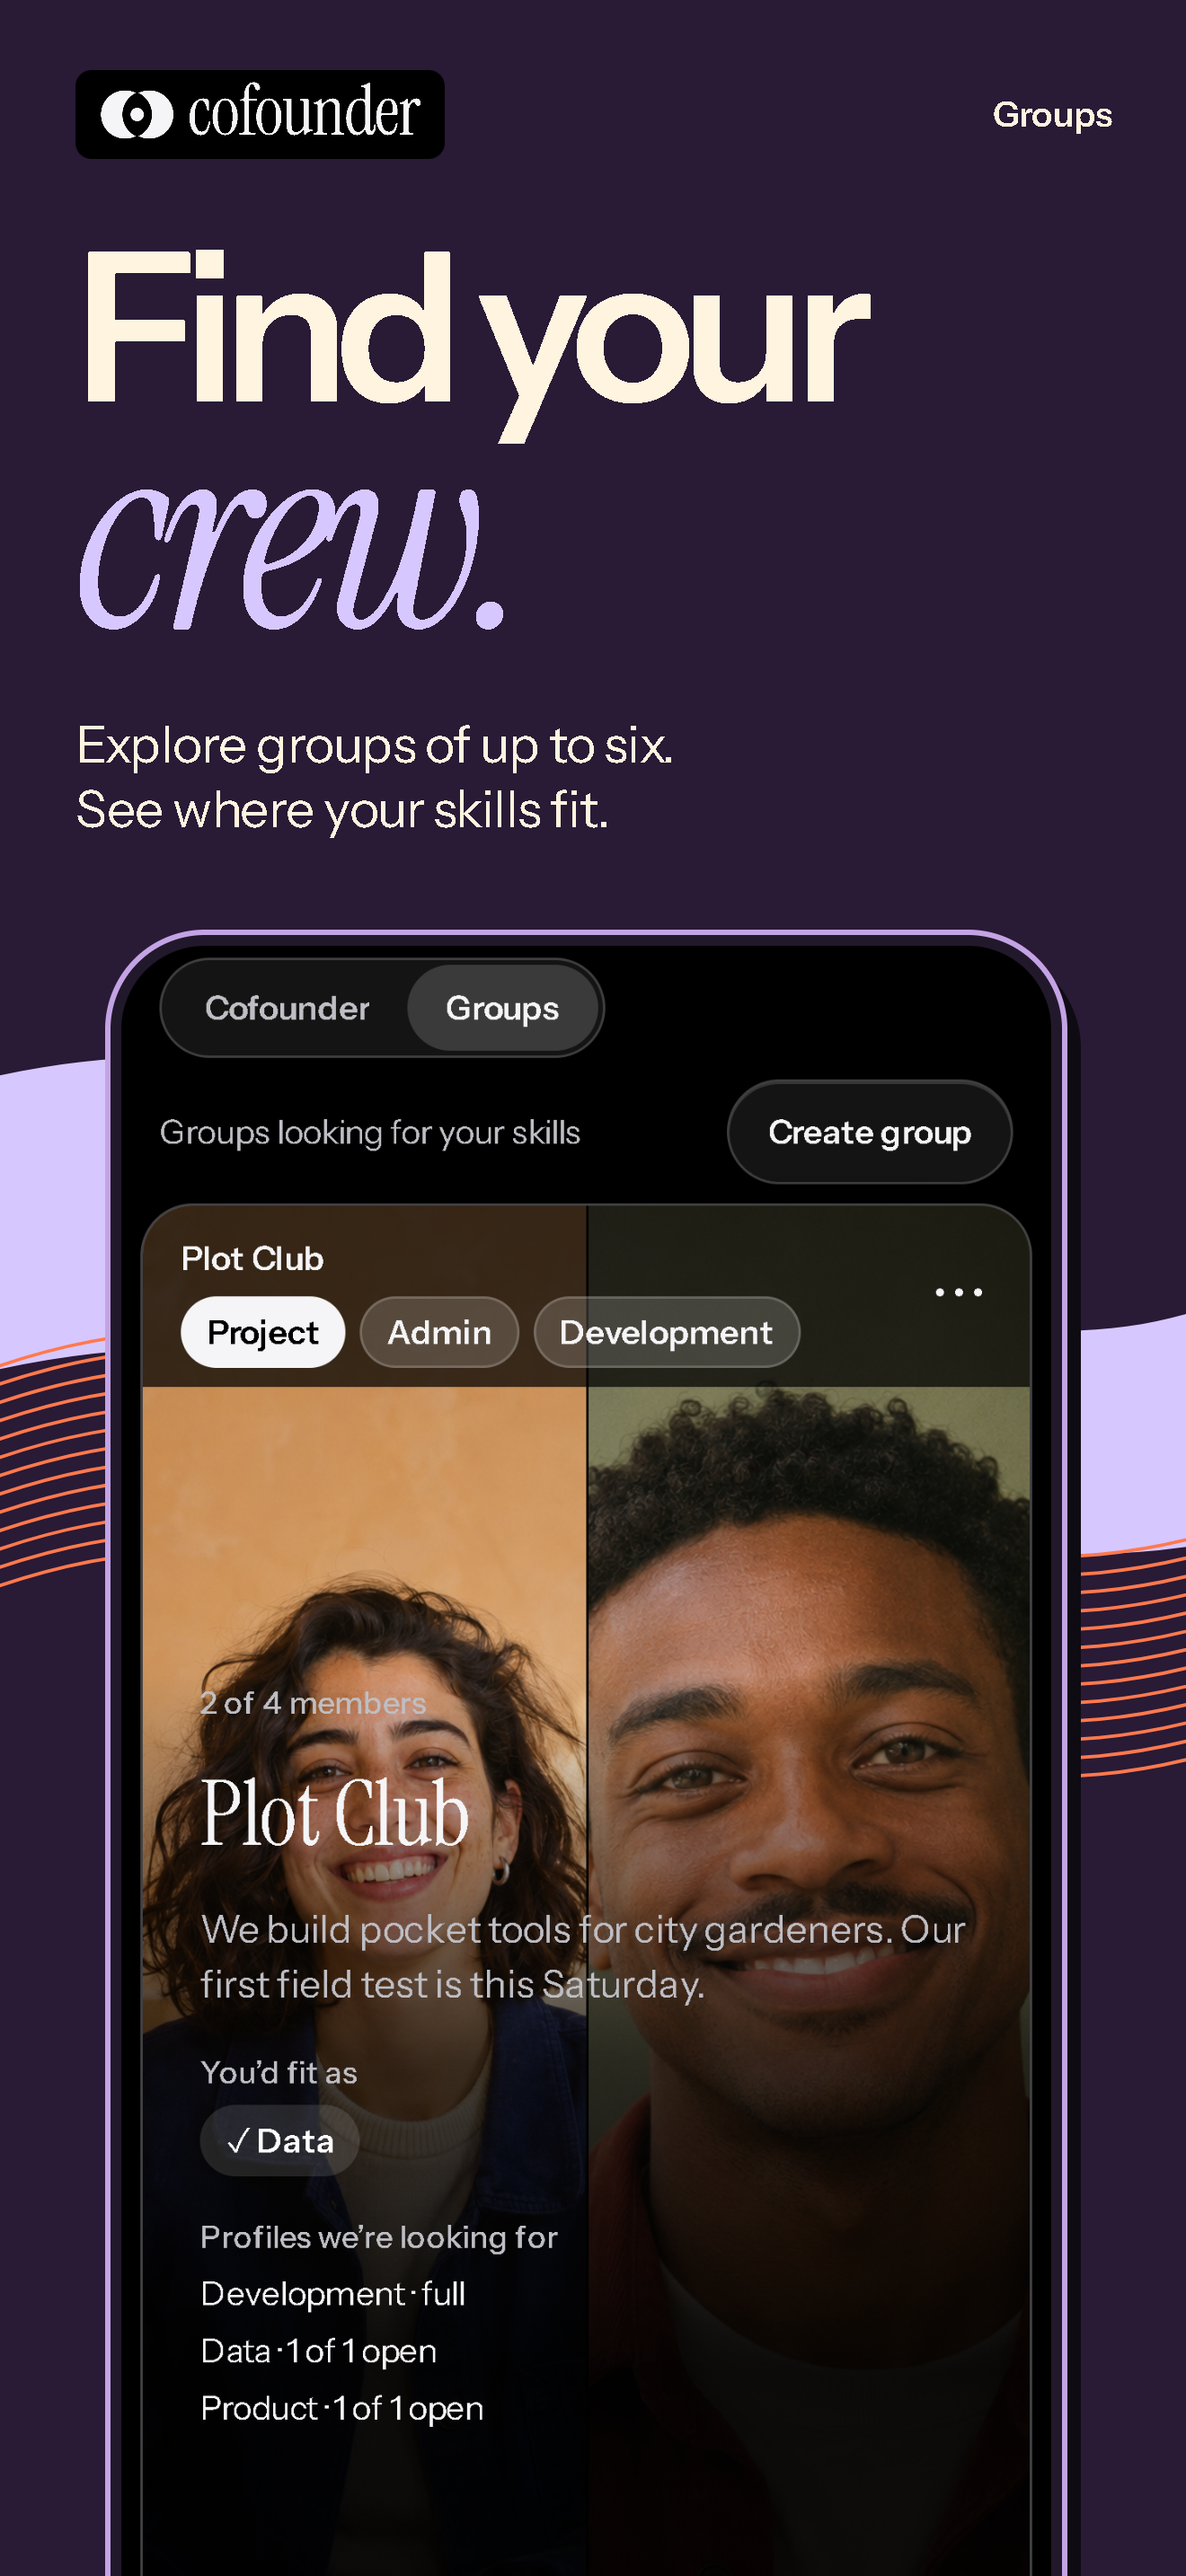 cofounder
Groups
Find your
crew.
Explore groups of up to six.
See where your skills fit.
Cofounder
Groups
Groups looking for your skills
Create group
Plot Club
Project
Admin
Development
2 of 4 members
Plot Club
We build pocket tools for city gardeners. Our
first field test is this Saturday.
You’d fit as
✓ Data
Profiles we’re looking for
Development · full
Data · 1 of 1 open
Product · 1 of 1 open